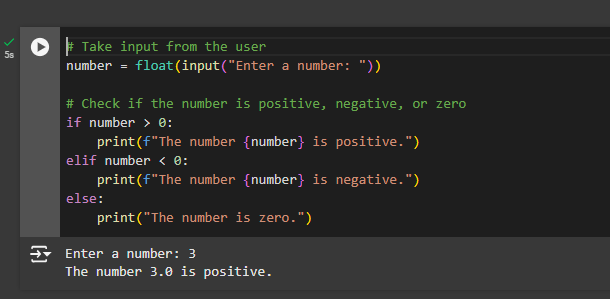 # Take input from the user
number = float(input("Enter a number: "))
# Check if the number is positive, negative, or zero
if number > 0:
    print(f"The number {number} is positive.")
elif number < 0:
    print(f"The number {number} is negative.")
else:
    print("The number is zero.")
5s
Enter a number: 3
The number 3.0 is positive.